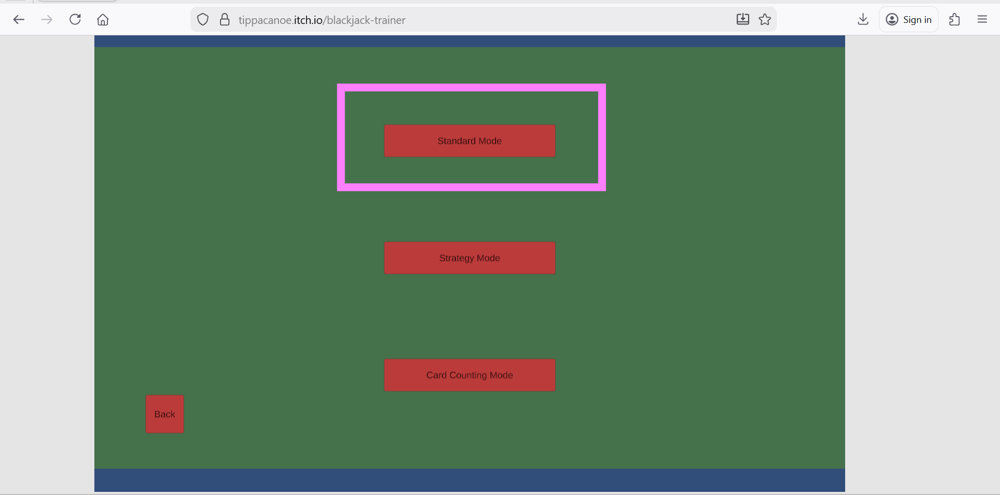 tippacanoe.itch.io/blackjack-trainer
Sign in
Standard Mode
Strategy Mode
Card Counting Mode
Back